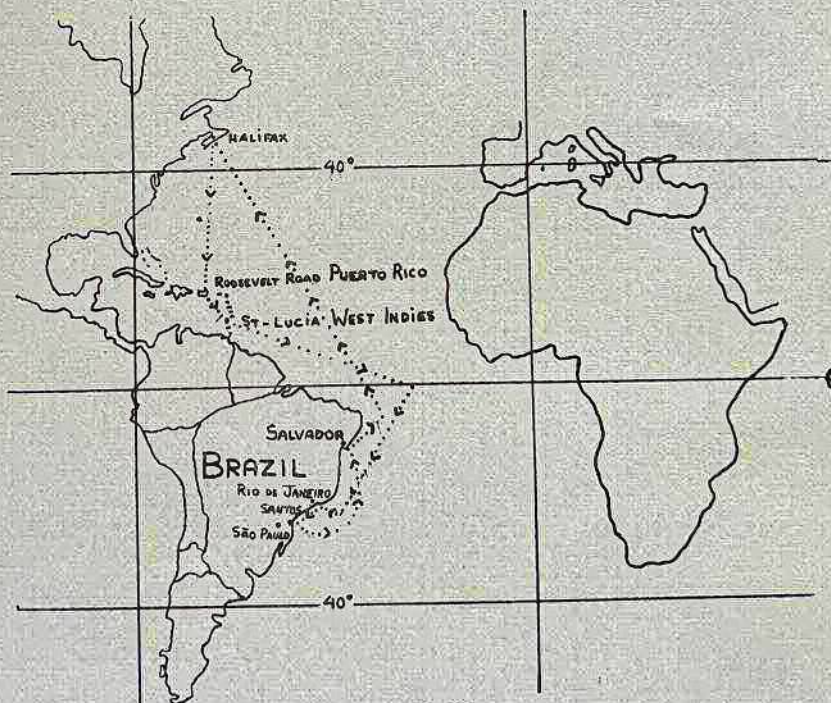 HALIFAX
40°
ROOSEVELT ROAD PUERTO RICO
ST-LUCIA WEST INDIES
SALVADOR
BRAZIL
RIO DE JANEIRO
SANTOS
SÃO PAULO
40°